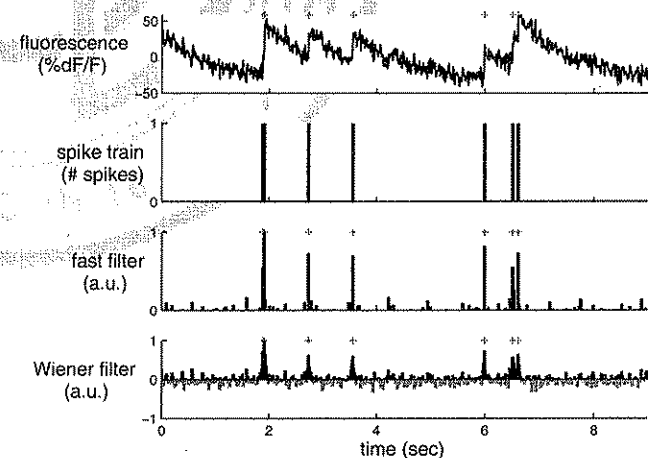 50
fluorescence
(%dF/F)
0
−50
1
spike train
(# spikes)
0
1
fast filter
(a.u.)
0
1
Wiener filter
0
(a.u.)
−1
0 2 4 6 8
time (sec)